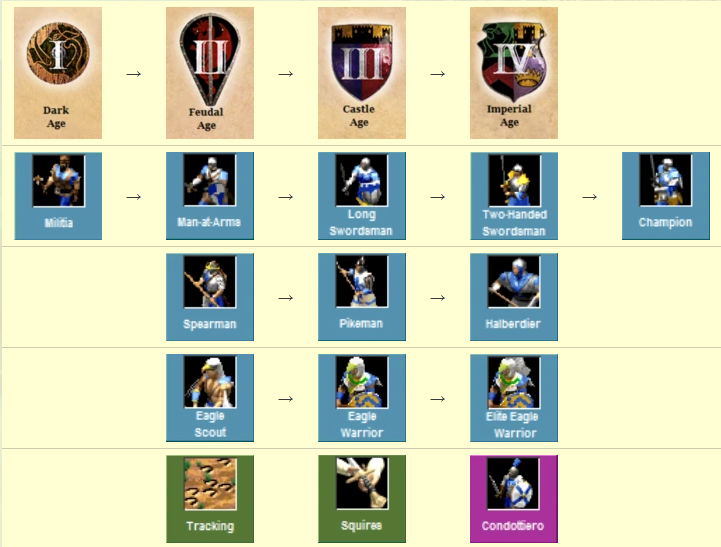 I
II
III
IV
Dark
Age
→
Feudal
Age
→
Castle
Age
→
Imperial
Age
Militia
→
Man-at-Arms
→
Long
Swordsman
→
Two-Handed
Swordsman
→
Champion
Spearman
→
Pikeman
→
Halberdier
Eagle
Scout
→
Eagle
Warrior
→
Elite Eagle
Warrior
Tracking
Squires
Condottiero